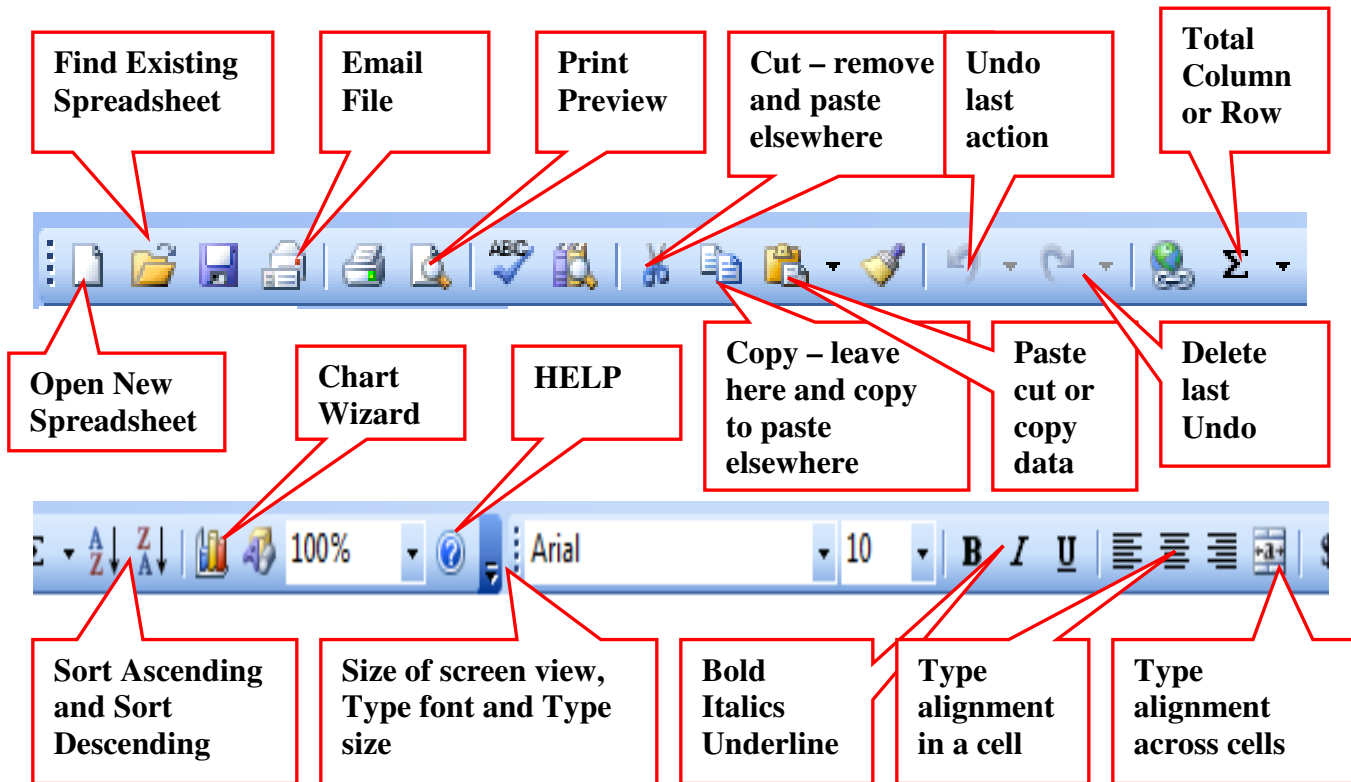 Find Existing
Spreadsheet
Email
File
Print
Preview
Cut – remove
and paste
elsewhere
Undo
last
action
Total
Column
or Row
ABC
Σ
Open New
Spreadsheet
Chart
Wizard
HELP
Copy – leave
here and copy
to paste
elsewhere
Paste
cut or
copy
data
Delete
last
Undo
Σ A Z Z A 100% ? Arial 10 B I U a $
Sort Ascending
and Sort
Descending
Size of screen view,
Type font and Type
size
Bold
Italics
Underline
Type
alignment
in a cell
Type
alignment
across cells